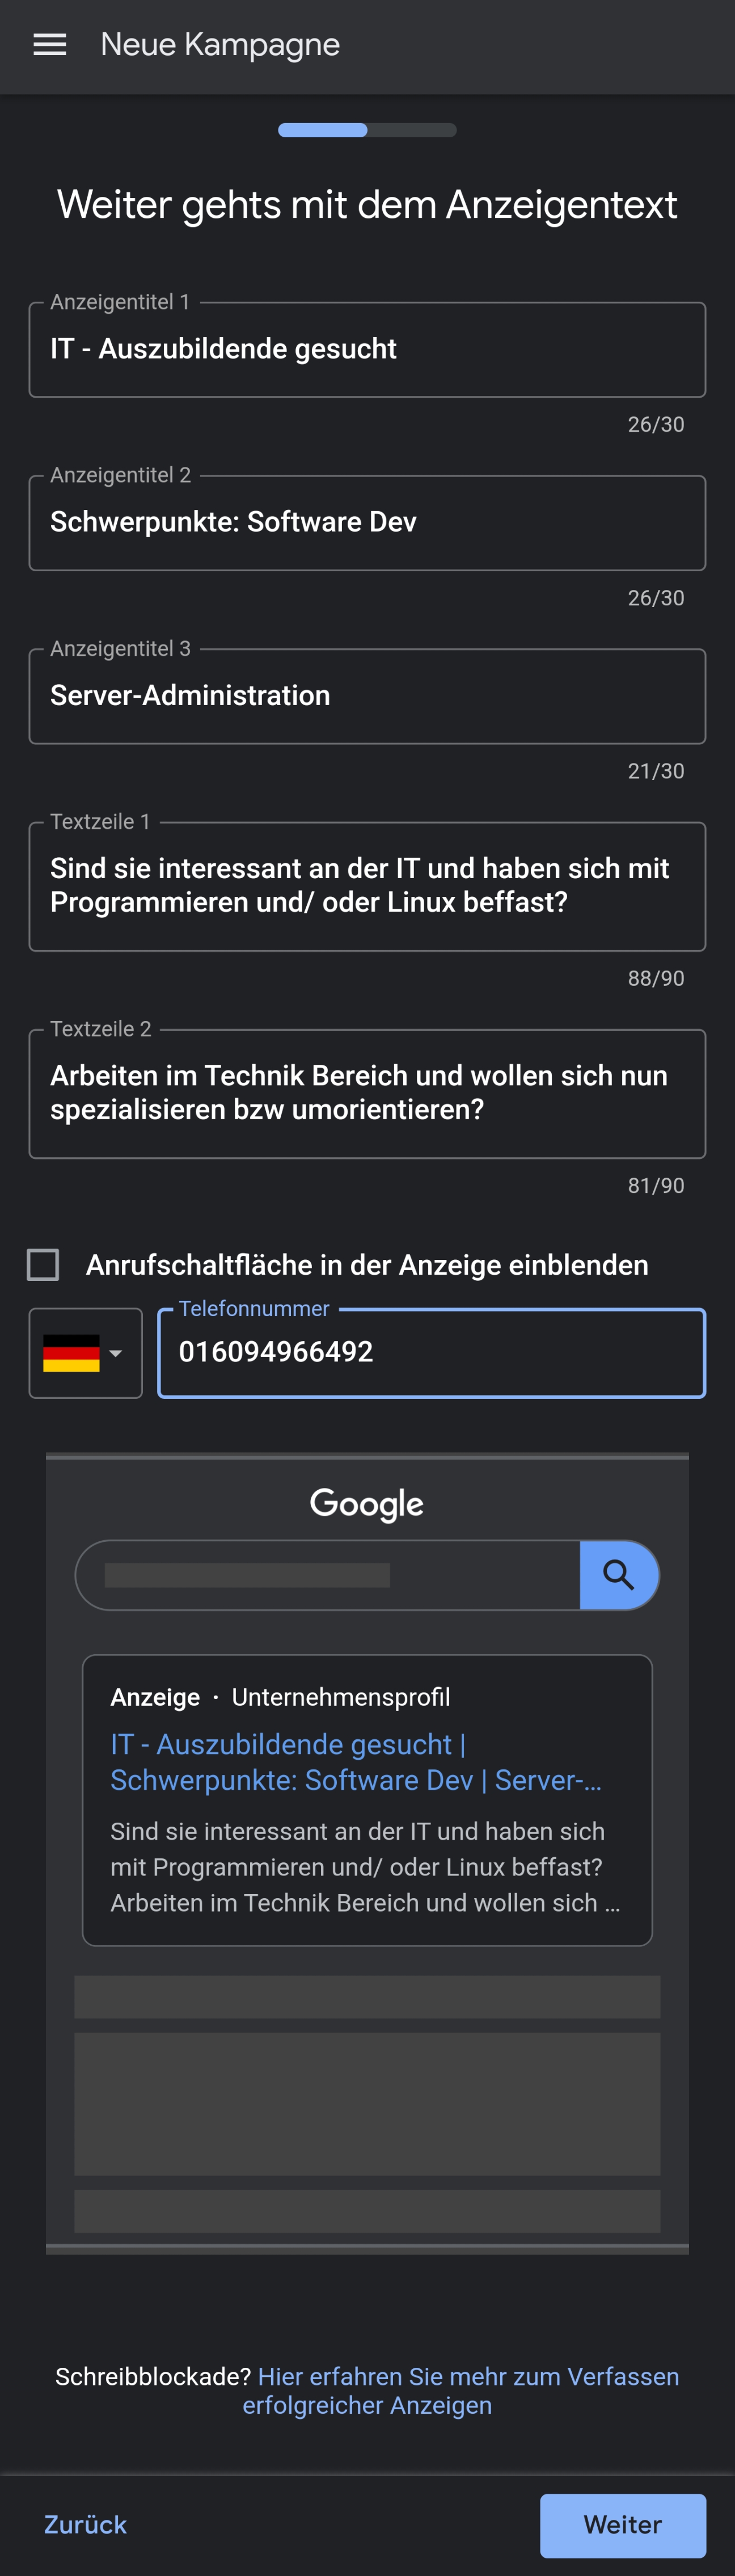 Neue Kampagne
Weiter gehts mit dem Anzeigentext
Anzeigentitel 1
IT - Auszubildende gesucht
26/30
Anzeigentitel 2
Schwerpunkte: Software Dev
26/30
Anzeigentitel 3
Server-Administration
21/30
Textzeile 1
Sind sie interessant an der IT und haben sich mit
Programmieren und/ oder Linux beffast?
88/90
Textzeile 2
Arbeiten im Technik Bereich und wollen sich nun
spezialisieren bzw umorientieren?
81/90
Anrufschaltfläche in der Anzeige einblenden
Telefonnummer
016094966492
Google
Anzeige · Unternehmensprofil
IT - Auszubildende gesucht |
Schwerpunkte: Software Dev | Server-...
Sind sie interessant an der IT und haben sich
mit Programmieren und/ oder Linux beffast?
Arbeiten im Technik Bereich und wollen sich ...
Schreibblockade? Hier erfahren Sie mehr zum Verfassen
erfolgreicher Anzeigen
Zurück
Weiter